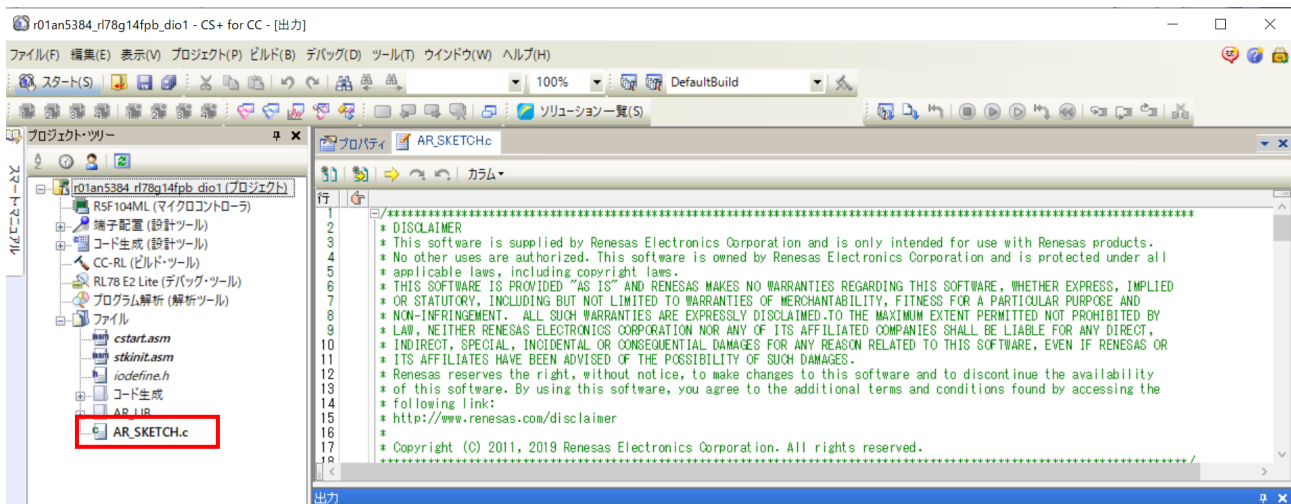 r01an5384_rl78g14fpb_dio1 - CS+ for CC - [出力]
ファイル(F) 編集(E) 表示(V) プロジェクト(P) ビルド(B) デバッグ(D) ツール(T) ウインドウ(W) ヘルプ(H)
スタート(S) 100% DefaultBuild
ソリューション一覧(S)
プロジェクト・ツリー
スマート・マニュアル
r01an5384_rl78g14fpb_dio1 (プロジェクト)
R5F104ML (マイクロコントローラ)
端子配置 (設計ツール)
コード生成 (設計ツール)
CC-RL (ビルド・ツール)
RL78 E2 Lite (デバッグ・ツール)
プログラム解析 (解析ツール)
ファイル
cstart.asm
stkinit.asm
iodefine.h
コード生成
AR_LIB
AR_SKETCH.c
プロパティ AR_SKETCH.c
カラム
行
1 /***********************************************************************************************************************
2 * DISCLAIMER
3 * This software is supplied by Renesas Electronics Corporation and is only intended for use with Renesas products.
4 * No other uses are authorized. This software is owned by Renesas Electronics Corporation and is protected under all
5 * applicable laws, including copyright laws.
6 * THIS SOFTWARE IS PROVIDED "AS IS" AND RENESAS MAKES NO WARRANTIES REGARDING THIS SOFTWARE, WHETHER EXPRESS, IMPLIED
7 * OR STATUTORY, INCLUDING BUT NOT LIMITED TO WARRANTIES OF MERCHANTABILITY, FITNESS FOR A PARTICULAR PURPOSE AND
8 * NON-INFRINGEMENT.  ALL SUCH WARRANTIES ARE EXPRESSLY DISCLAIMED.TO THE MAXIMUM EXTENT PERMITTED NOT PROHIBITED BY
9 * LAW, NEITHER RENESAS ELECTRONICS CORPORATION NOR ANY OF ITS AFFILIATED COMPANIES SHALL BE LIABLE FOR ANY DIRECT,
10 * INDIRECT, SPECIAL, INCIDENTAL OR CONSEQUENTIAL DAMAGES FOR ANY REASON RELATED TO THIS SOFTWARE, EVEN IF RENESAS OR
11 * ITS AFFILIATES HAVE BEEN ADVISED OF THE POSSIBILITY OF SUCH DAMAGES.
12 * Renesas reserves the right, without notice, to make changes to this software and to discontinue the availability
13 * of this software. By using this software, you agree to the additional terms and conditions found by accessing the
14 * following link:
15 * http://www.renesas.com/disclaimer
16 *
17 * Copyright (C) 2011, 2019 Renesas Electronics Corporation. All rights reserved.
18 ***********************************************************************************************************************/
出力